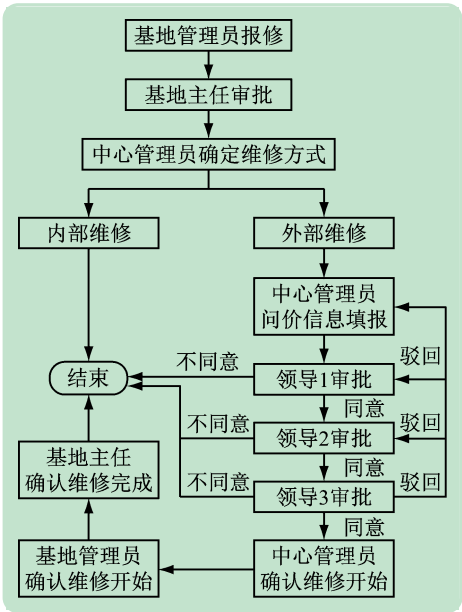 基地管理员报修
基地主任审批
中心管理员确定维修方式
内部维修
外部维修
中心管理员
问价信息填报
不同意
驳回
结束
领导1审批
同意
不同意
驳回
领导2审批
基地主任
确认维修完成
同意
不同意
驳回
领导3审批
同意
基地管理员
确认维修开始
中心管理员
确认维修开始